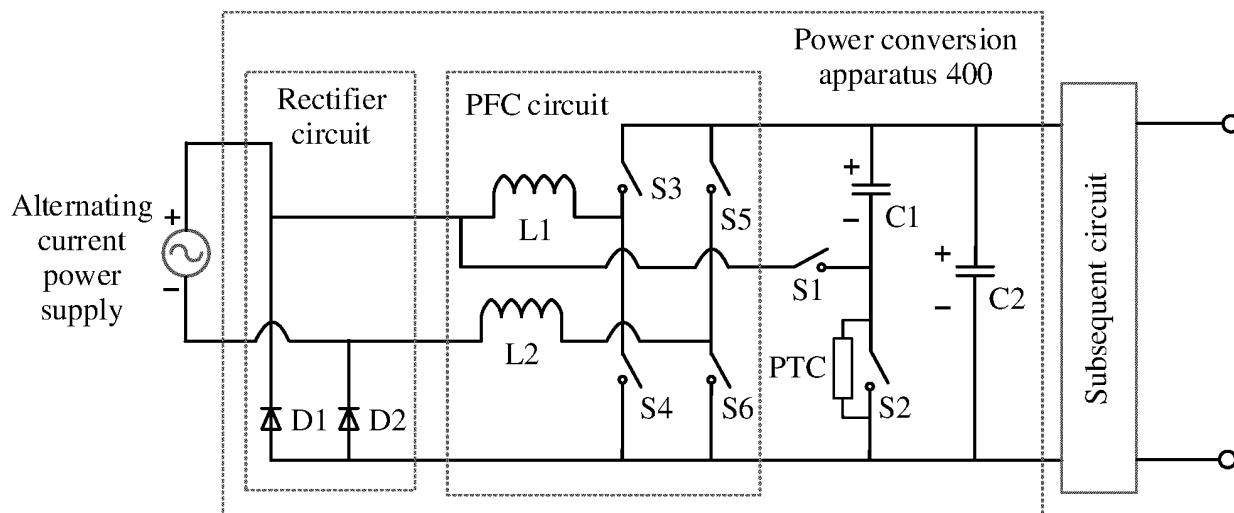 Power conversion
apparatus 400
Rectifier
circuit
PFC circuit
Alternating
current
power
supply
+
−
L1
L2
S3
S5
S4
S6
S1
+
−
C1
+
−
C2
PTC
S2
D1
D2
Subsequent circuit